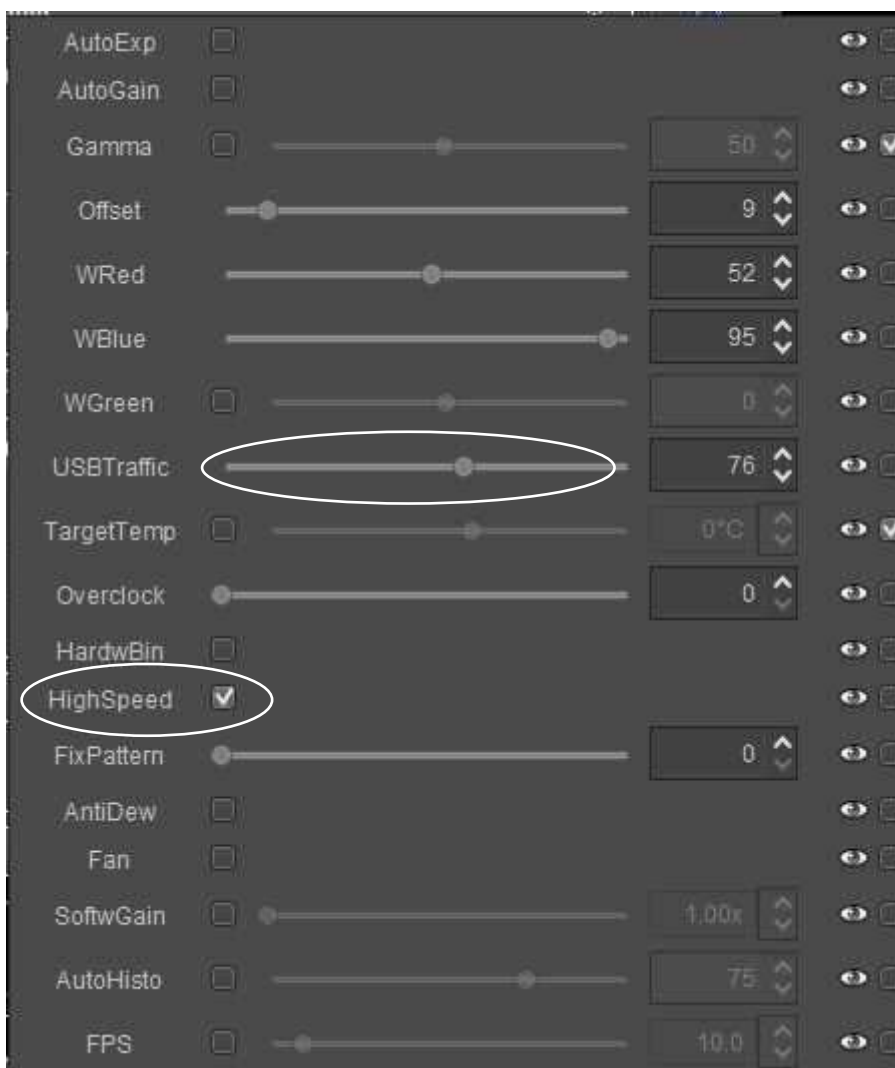 AutoExp
AutoGain
Gamma 50
Offset 9
WRed 52
WBlue 95
WGreen 0
USBTraffic 76
TargetTemp 0°C
Overclock 0
HardwBin
HighSpeed
FixPattern 0
AntiDew
Fan
SoftwGain 1.00x
AutoHisto 75
FPS 10.0